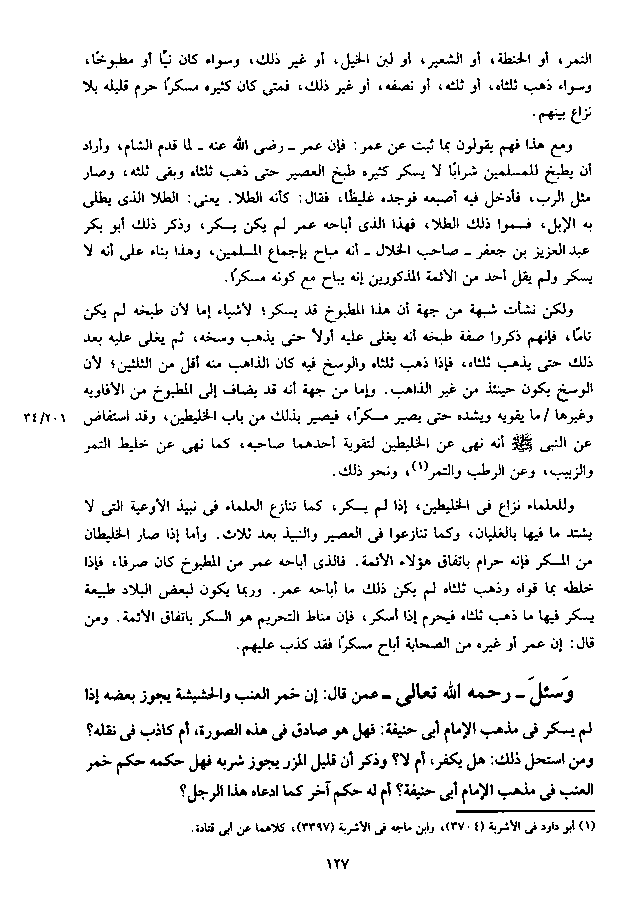 التمر، أو الحنطة، أو الشعير، أو لبن الخيل، أو غير ذلك، وسواء كان نيًا أو مطبوخًا،
وسواء ذهب ثلثاه، أو ثلثه، أو نصفه، أو غير ذلك، فمتى كان كثيره مسكرًا حرم قليله بلا
نزاع بينهم.
ومع هذا فهم يقولون بما ثبت عن عمر: فإن عمر ـ رضى الله عنه ـ لما قدم الشام، وأراد
أن يطبخ للمسلمين شرابًا لا يسكر كثيره طبخ العصير حتى ذهب ثلثاه وبقى ثلثه، وصار
مثل الرب، فأدخل فيه أصبعه فوجده غليظًا، فقال: كأنه الطلا. يعنى: الطلا الذى يطلى
به الإبل، فسموا ذلك الطلا، فهذا الذى أباحه عمر لم يكن يسكر، وذكر ذلك أبو بكر
عبد العزيز بن جعفر ـ صاحب الخلال ـ أنه مباح بإجماع المسلمين، وهذا بناء على أنه لا
يسكر ولم يقل أحد من الأئمة المذكورين إنه يباح مع كونه مسكرًا.
ولكن نشأت شبهة من جهة أن هذا المطبوخ قد يسكر؛ لأشياء إما لأن طبخه لم يكن
تامًا، فإنهم ذكروا صفة طبخه أنه يغلى عليه أولاً حتى يذهب وسخه، ثم يغلى عليه بعد
ذلك حتى يذهب ثلثاه، فإذا ذهب ثلثاه والوسخ فيه كان الذاهب منه أقل من الثلثين؛ لأن
الوسخ يكون حينئذ من غير الذاهب. وإما من جهة أنه قد يضاف إلى المطبوخ من الأفاويه
وغيرها / ما يقويه ويشده حتى يصير مسكرًا، فيصير بذلك من باب الخليطين، وقد استفاض ٣٤/٢٠١
عن النبى ﷺ أنه نهى عن الخليطين لتقوية أحدهما صاحبه، كما نهى عن خليط التمر
والزبيب، وعن الرطب والتمر(١)، ونحو ذلك.
وللعلماء نزاع فى الخليطين، إذا لم يسكر، كما تنازع العلماء فى نبيذ الأوعية التى لا
يشتد ما فيها بالغليان، وكما تنازعوا فى العصير والنبيذ بعد ثلاث. وأما إذا صار الخليطان
من المسكر فإنه حرام باتفاق هؤلاء الأئمة. فالذى أباحه عمر من المطبوخ كان صرفا، فإذا
خلطه بما قواه وذهب ثلثاه لم يكن ذلك ما أباحه عمر. وربما يكون لبعض البلاد طبيعة
يسكر فيها ما ذهب ثلثاه فيحرم إذا أسكر، فإن مناط التحريم هو السكر باتفاق الأئمة. ومن
قال: إن عمر أو غيره من الصحابة أباح مسكرًا فقد كذب عليهم.
وَسئلَ ـ رحمه الله تعالى ـ عمن قال: إن خمر العنب والحشيشة يجوز بعضه إذا
لم يسكر فى مذهب الإمام أبى حنيفة: فهل هو صادق فى هذه الصورة، أم كاذب فى نقله؟
ومن استحل ذلك: هل يكفر، أم لا؟ وذكر أن قليل المزر يجوز شربه فهل حكمه حكم خمر
العنب فى مذهب الإمام أبى حنيفة؟ أم له حكم آخر كما ادعاه هذا الرجل؟
(١) أبو داود فى الأشربة (٣٧٠٤)، وابن ماجه فى الأشربة (٣٣٩٧)، كلاهما عن أبى قتادة.
١٢٧